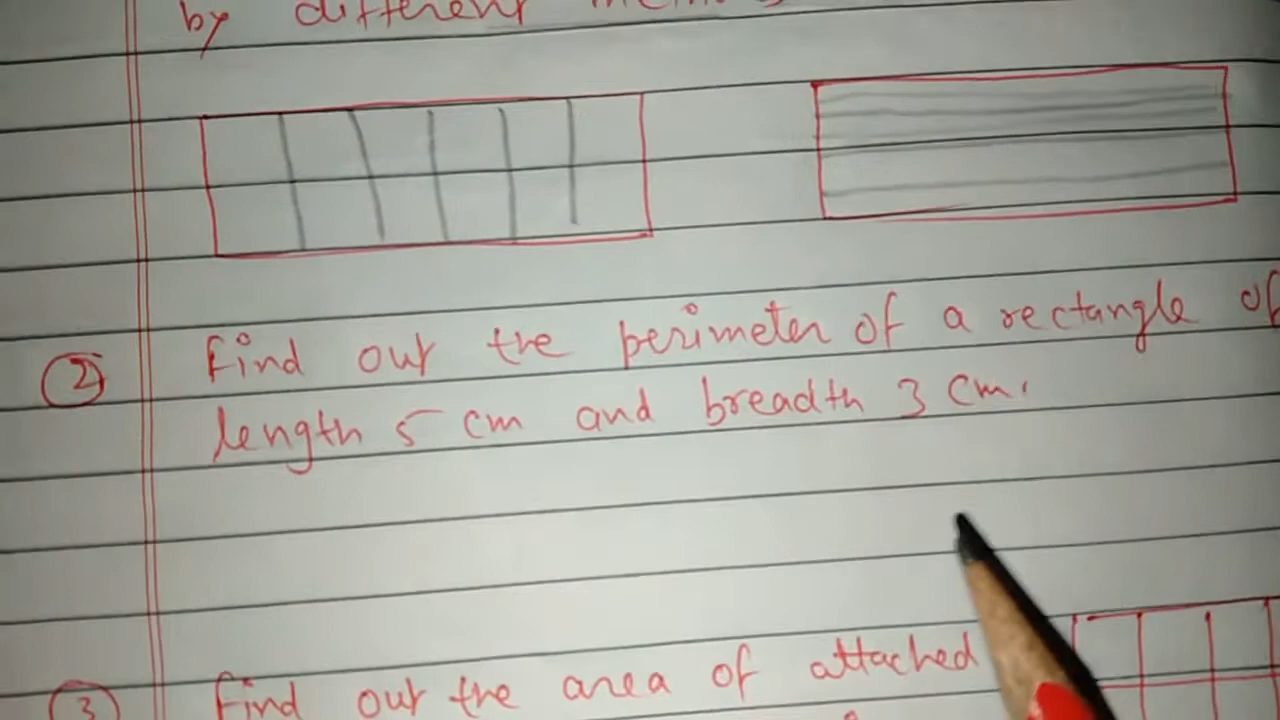 by different
② Find out the perimeter of a rectangle of
length 5 cm and breadth 3 cm.
③ Find out the area of attached